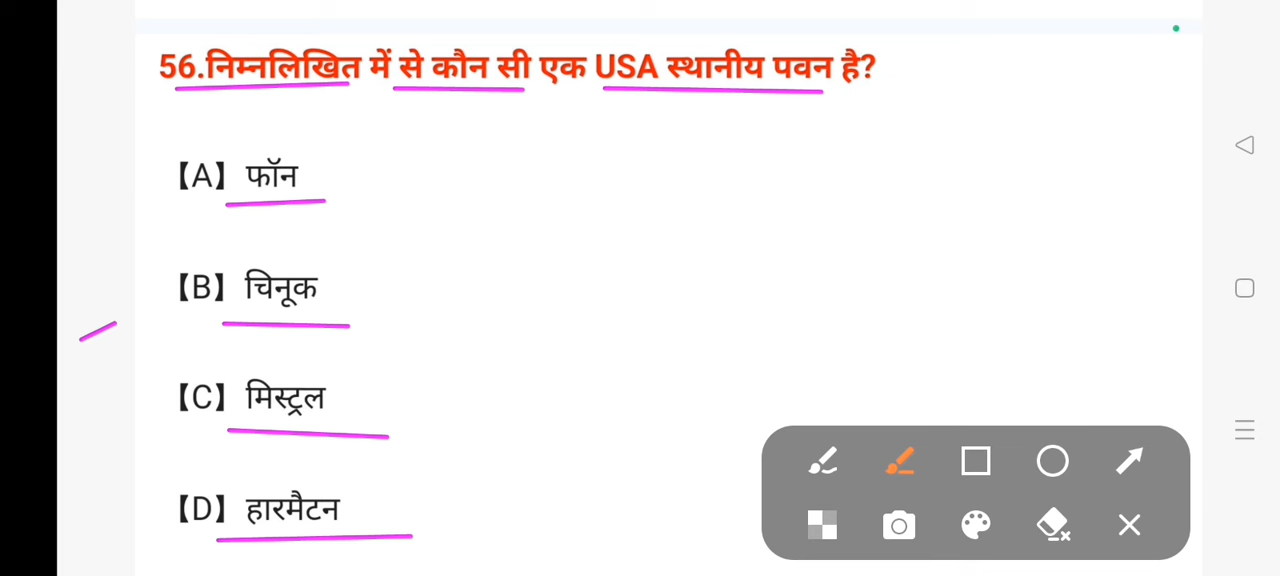 56.निम्नलिखित में से कौन सी एक USA स्थानीय पवन है?
【A】 फॉन
【B】 चिनूक
【C】 मिस्ट्रल
【D】 हारमैटन